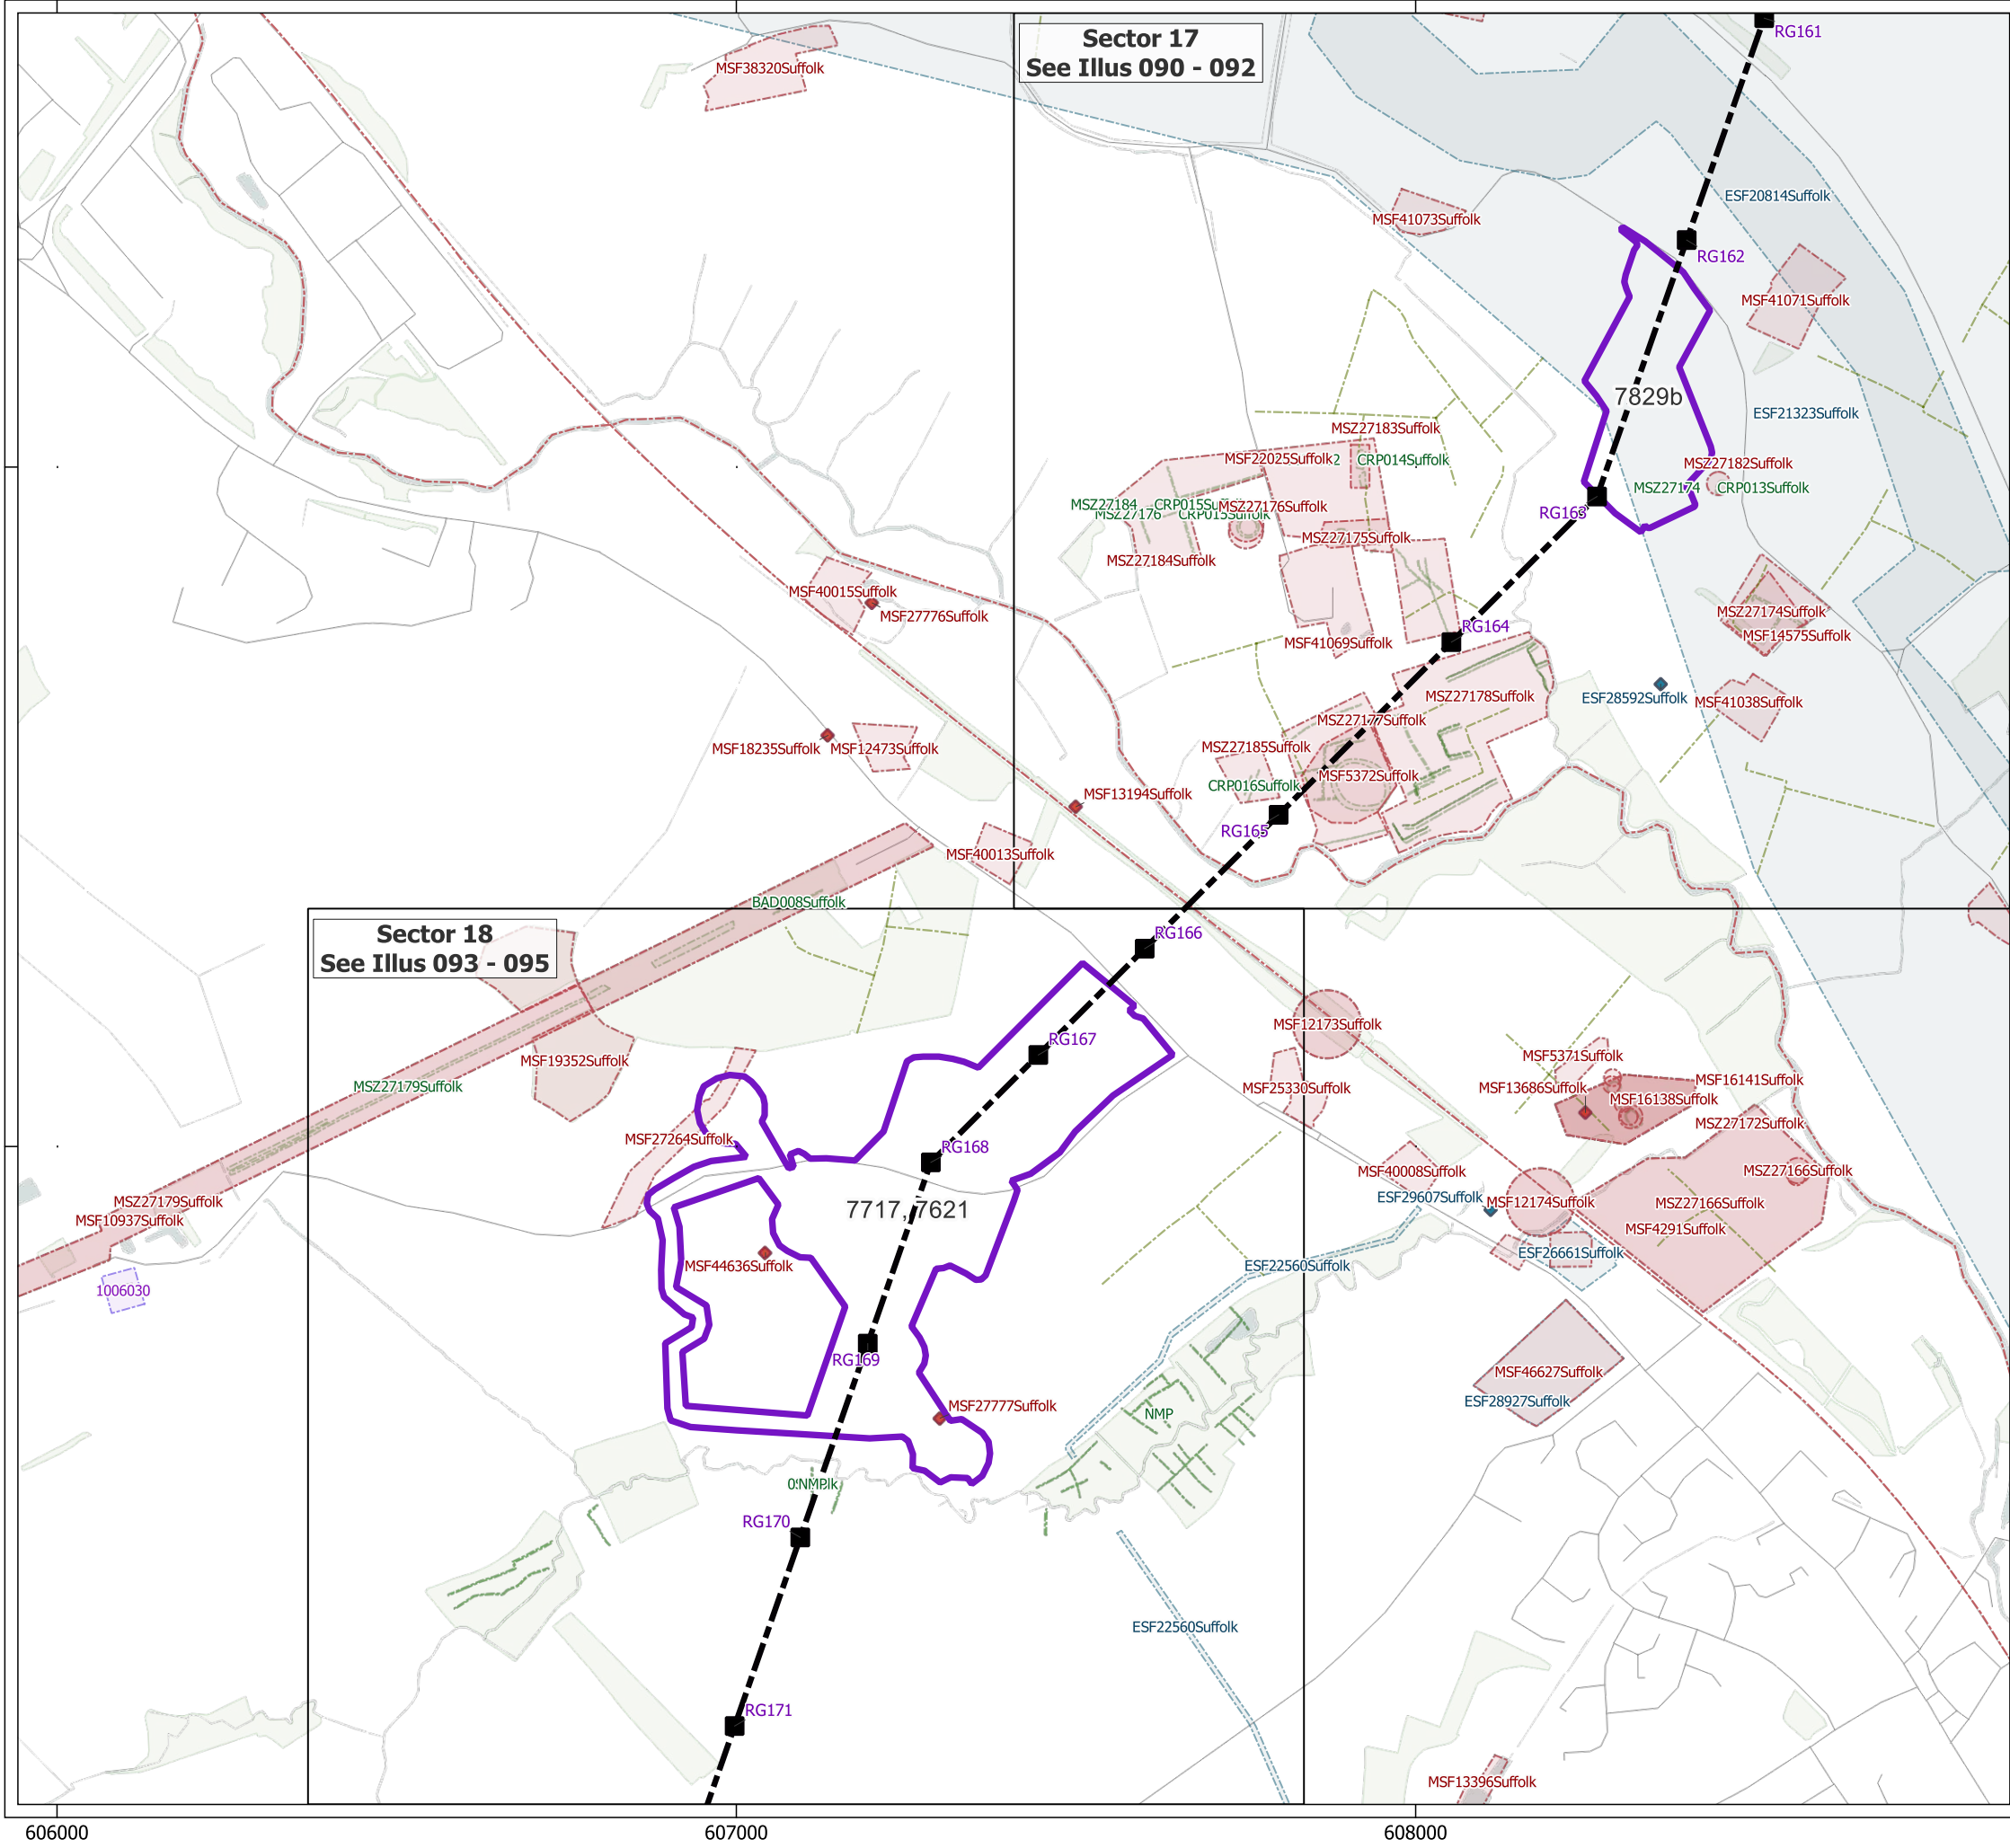 RG161
Sector 17
See Illus 090 - 092
MSF38320Suffolk
ESF20814Suffolk
MSF41073Suffolk
RG162
MSF41071Suffolk
7829b
ESF21323Suffolk
MSZ27183Suffolk
MSF22025Suffolk
CRP014Suffolk
MSZ27182Suffolk
MSZ27174
CRP013Suffolk
MSZ27184
MSZ27176Suffolk
RG163
MSZ27175Suffolk
MSZ27184Suffolk
MSF40015Suffolk
MSF27776Suffolk
MSZ27174Suffolk
RG164
MSF14575Suffolk
MSF41069Suffolk
MSZ27178Suffolk
ESF28592Suffolk
MSF41038Suffolk
MSZ27177Suffolk
MSF18235Suffolk
MSF12473Suffolk
MSZ27185Suffolk
MSF5372Suffolk
CRP016Suffolk
MSF13194Suffolk
RG165
MSF40013Suffolk
BAD008Suffolk
Sector 18
See Illus 093 - 095
RG166
MSF12173Suffolk
RG167
MSF5371Suffolk
MSF19352Suffolk
MSZ27179Suffolk
MSF25330Suffolk
MSF13686Suffolk
MSF16141Suffolk
MSF16138Suffolk
MSZ27172Suffolk
MSF27264Suffolk
RG168
MSF40008Suffolk
MSZ27166Suffolk
ESF29607Suffolk
MSZ27179Suffolk
MSF12174Suffolk
MSZ27166Suffolk
7717, 7621
MSF10937Suffolk
MSF4291Suffolk
ESF26661Suffolk
MSF44636Suffolk
ESF22560Suffolk
1006030
RG169
MSF46627Suffolk
ESF28927Suffolk
MSF27777Suffolk
NMP
NMP
RG170
ESF22560Suffolk
RG171
MSF13396Suffolk
606000
607000
608000